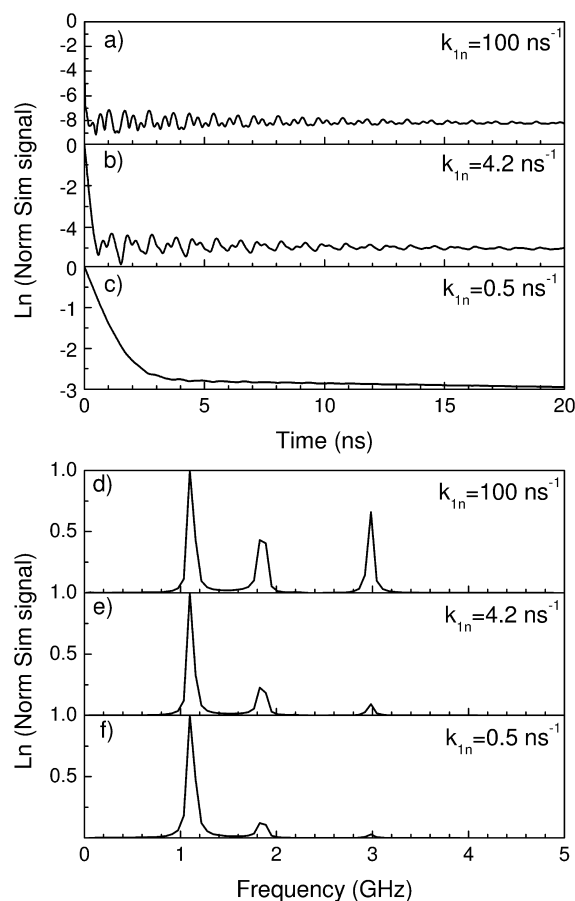 0
a)
k1n=100 ns-1
-2
-4
-6
-8
0
b)
k1n=4.2 ns-1
-2
-4
0
c)
k1n=0.5 ns-1
-1
-2
-3
Ln (Norm Sim signal)
0 5 10 15 20
Time (ns)
1.0
d)
k1n=100 ns-1
0.5
1.0
e)
k1n=4.2 ns-1
0.5
1.0
f)
k1n=0.5 ns-1
0.5
Ln (Norm Sim signal)
0 1 2 3 4 5
Frequency (GHz)